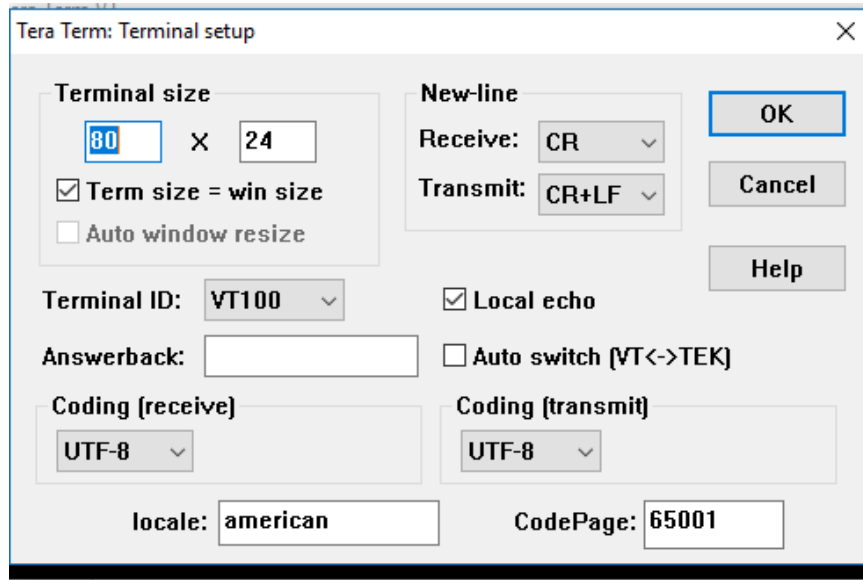 Tera Term: Terminal setup
Terminal size
80 X 24
Term size = win size
Auto window resize
New-line
Receive: CR
Transmit: CR+LF
OK
Cancel
Help
Terminal ID: VT100
Local echo
Answerback:
Auto switch (VT<->TEK)
Coding (receive)
UTF-8
Coding (transmit)
UTF-8
locale: american
CodePage: 65001